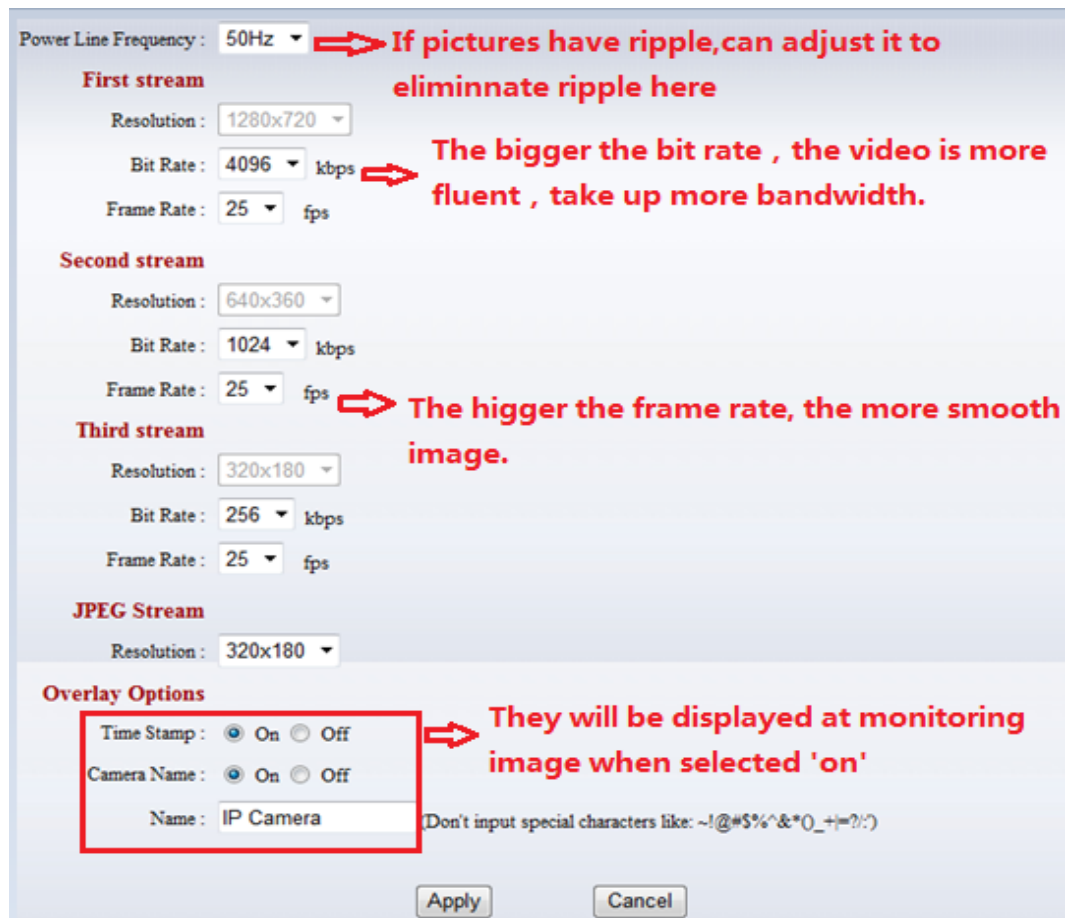 Power Line Frequency : 50Hz If pictures have ripple,can adjust it to
eliminnate ripple here
First stream
Resolution : 1280x720
Bit Rate : 4096 kbps The bigger the bit rate , the video is more
fluent , take up more bandwidth.
Frame Rate : 25 fps
Second stream
Resolution : 640x360
Bit Rate : 1024 kbps
Frame Rate : 25 fps The higger the frame rate, the more smooth
image.
Third stream
Resolution : 320x180
Bit Rate : 256 kbps
Frame Rate : 25 fps
JPEG Stream
Resolution : 320x180
Overlay Options
Time Stamp : On Off They will be displayed at monitoring
image when selected 'on'
Camera Name : On Off
Name : IP Camera (Don't input special characters like: ~!@#$%^&*()_+|=?/:')
Apply Cancel